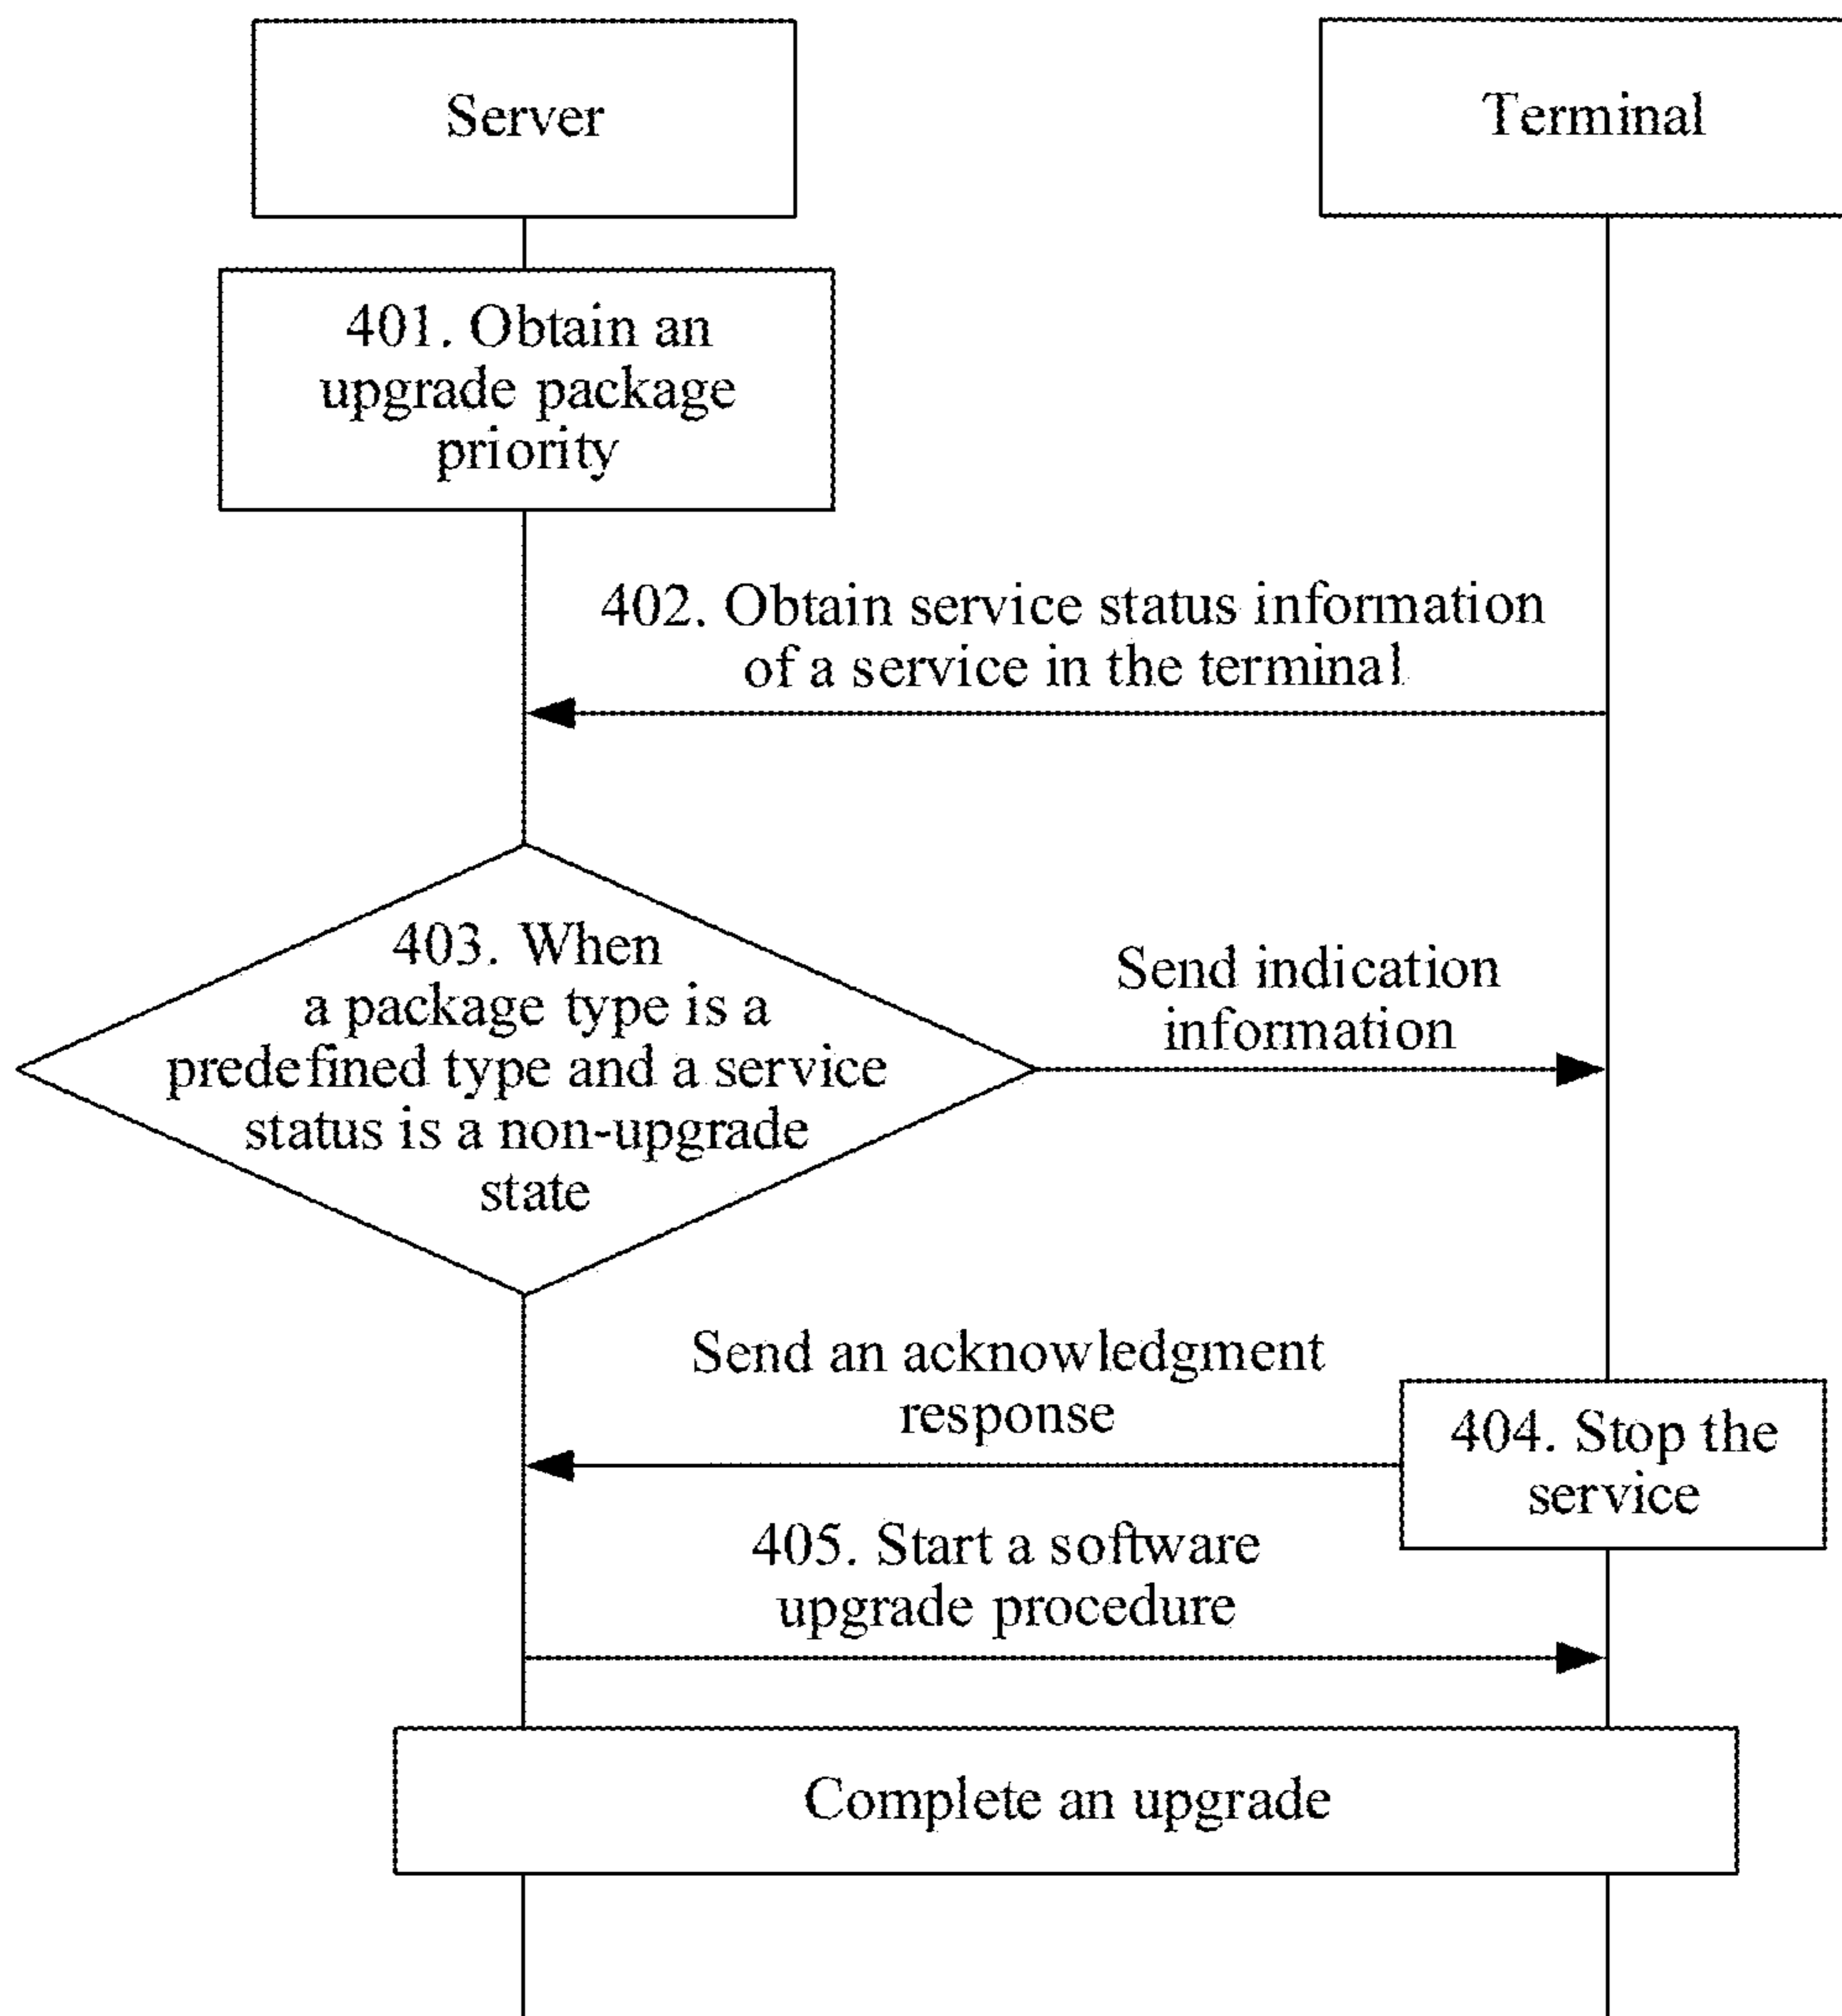 Server
Terminal
401. Obtain an
upgrade package
priority
402. Obtain service status information
of a service in the terminal
403. When
a package type is a
predefined type and a service
status is a non-upgrade
state
Send indication
information
Send an acknowledgment
response
404. Stop the
service
405. Start a software
upgrade procedure
Complete an upgrade